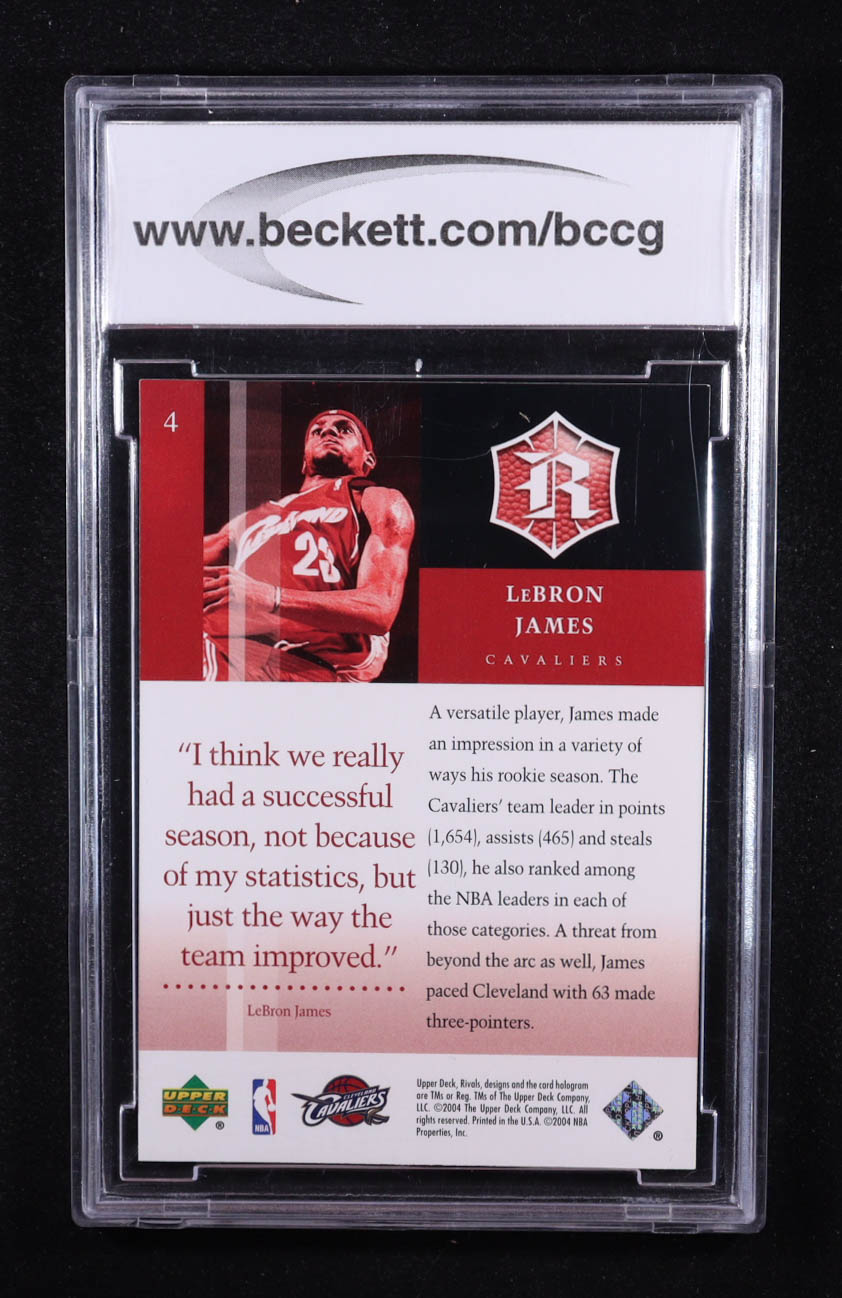 www.beckett.com/bccg
4
CLEVELAND
23
R
LeBRON
JAMES
CAVALIERS
“I think we really
had a successful
season, not because
of my statistics, but
just the way the
team improved.”
LeBron James
A versatile player, James made
an impression in a variety of
ways his rookie season. The
Cavaliers’ team leader in points
(1,654), assists (465) and steals
(130), he also ranked among
the NBA leaders in each of
those categories. A threat from
beyond the arc as well, James
paced Cleveland with 63 made
three-pointers.
UPPER
DECK
®
NBA
CLEVELAND
CAVALIERS
Upper Deck, Rivals, designs and the card hologram
are TMs or Reg. TMs of The Upper Deck Company,
LLC. ©2004 The Upper Deck Company, LLC. All
rights reserved. Printed in the U.S.A. ©2004 NBA
Properties, Inc.
®